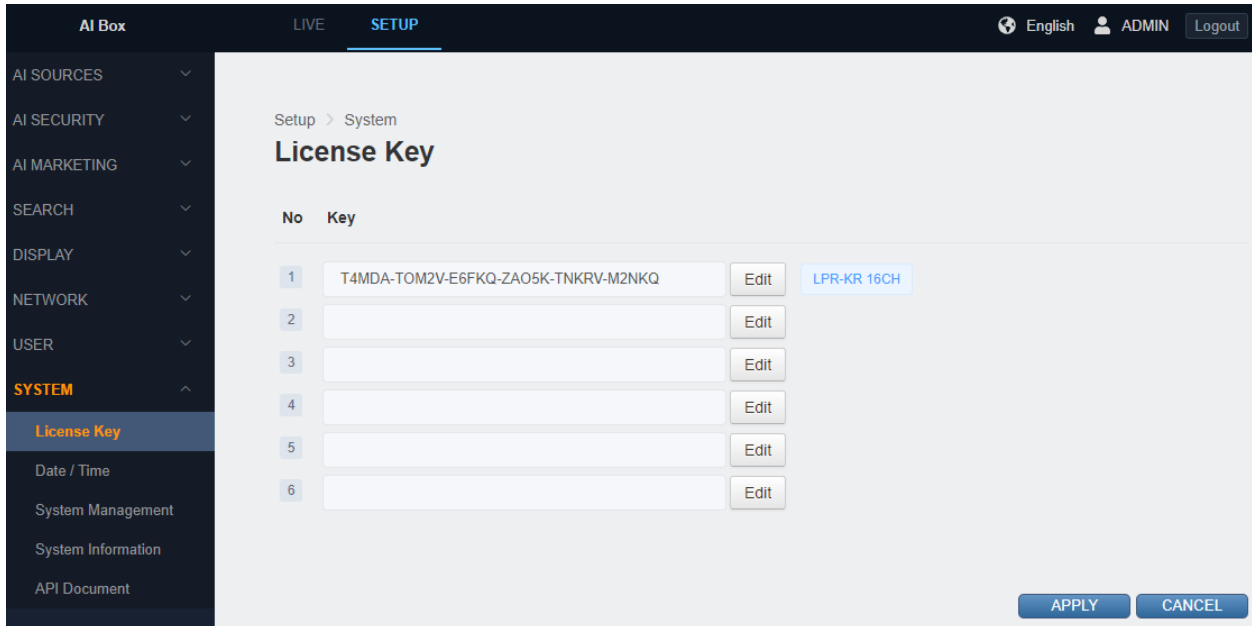 AI Box LIVE SETUP English ADMIN Logout
AI SOURCES
AI SECURITY
AI MARKETING
SEARCH
DISPLAY
NETWORK
USER
SYSTEM
License Key
Date / Time
System Management
System Information
API Document
Setup > System
License Key
No Key
1 T4MDA-TOM2V-E6FKQ-ZAO5K-TNKRV-M2NKQ Edit LPR-KR 16CH
2 Edit
3 Edit
4 Edit
5 Edit
6 Edit
APPLY CANCEL